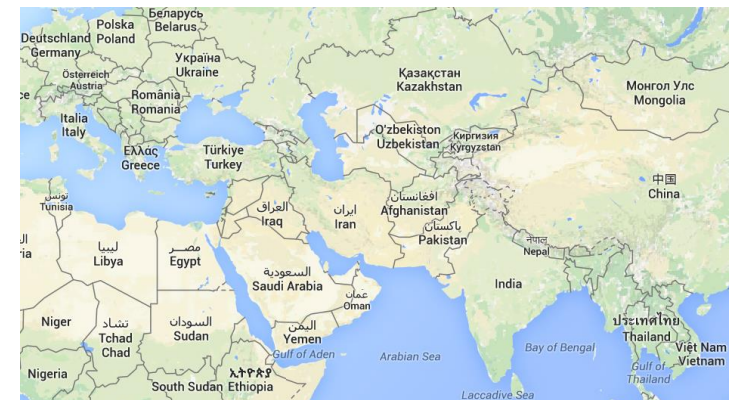 Беларусь
Belarus
Polska
Poland
Deutschland
Germany
Україна
Ukraine
Österreich
Austria
România
Romania
Italia
Italy
Ελλάς
Greece
Türkiye
Turkey
Қазақстан
Kazakhstan
Монгол Улс
Mongolia
O'zbekiston
Uzbekistan
Киргизия
Kyrgyzstan
中国
China
تونس
Tunisia
العراق
Iraq
ایران
Iran
افغانستان
Afghanistan
پاکستان
Pakistan
नेपाल
Nepal
ليبيا
Libya
مصر
Egypt
السعودية
Saudi Arabia
عمان
Oman
India
Niger
تشاد
Tchad
Chad
السودان
Sudan
اليمن
Yemen
Gulf of Aden
Arabian Sea
Bay of Bengal
ประเทศไทย
Thailand
Việt Nam
Vietnam
Gulf of
Thailand
Nigeria
South Sudan
ኢትዮጵያ
Ethiopia
Laccadive Sea